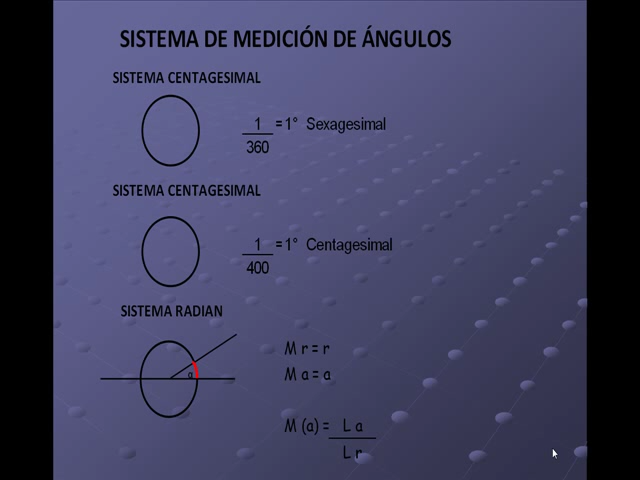 SISTEMA DE MEDICIÓN DE ÁNGULOS
SISTEMA CENTAGESIMAL
1 = 1° Sexagesimal
360
SISTEMA CENTAGESIMAL
1 = 1° Centagesimal
400
SISTEMA RADIAN
M r = r
α
M a = a
M (a) = L a
L r